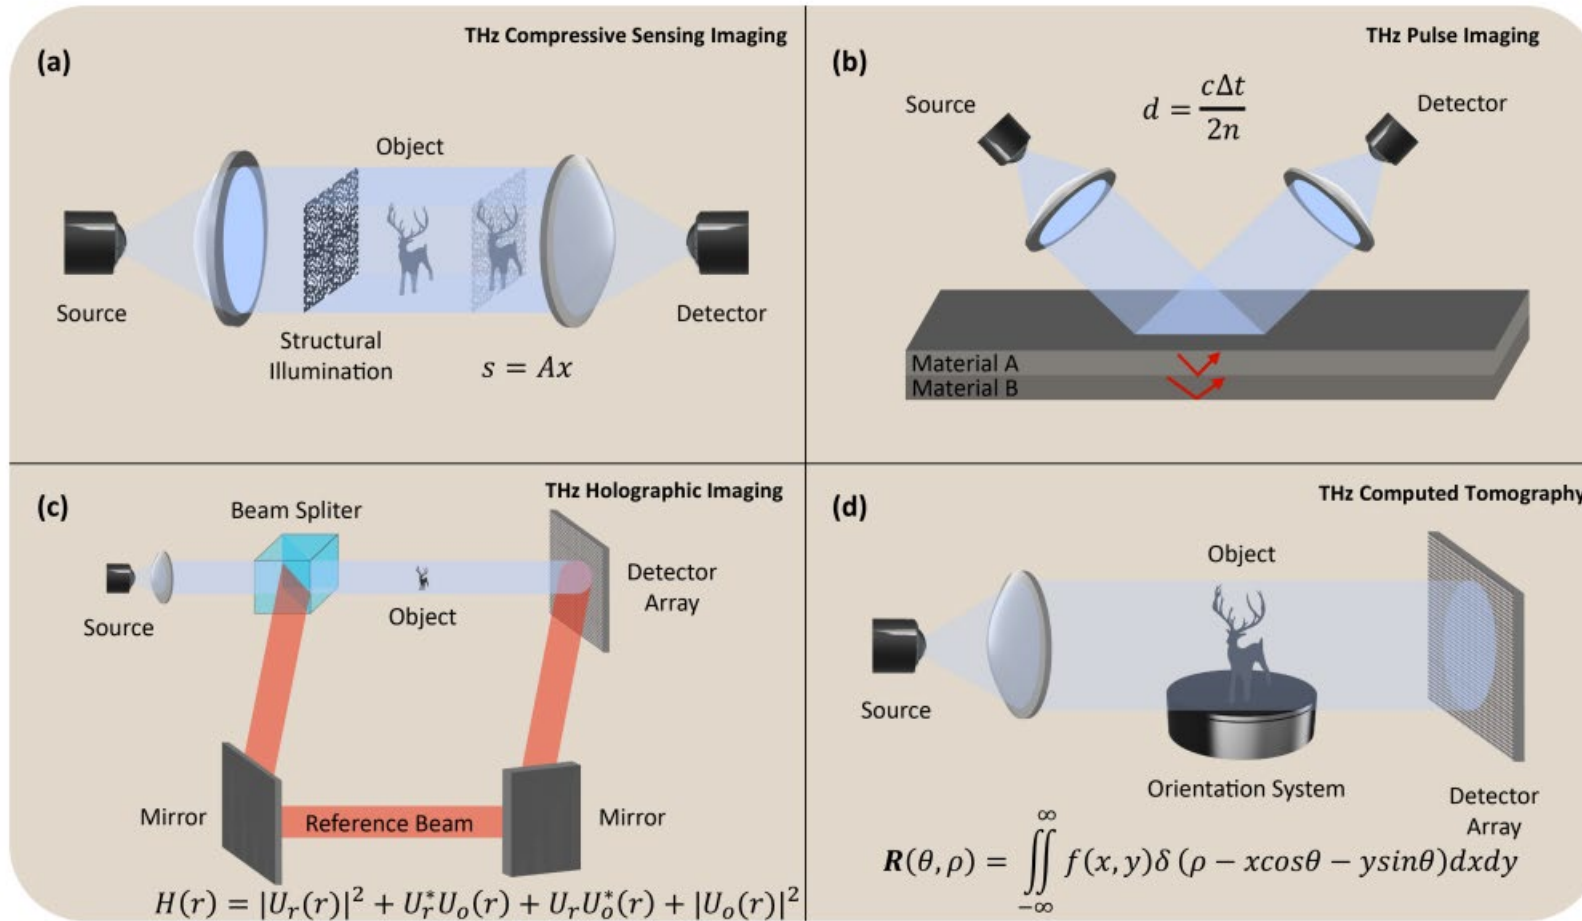 THz Compressive Sensing Imaging
(a)
Object
Source
Detector
Structural
Illumination
s = Ax
THz Pulse Imaging
(b)
Source
d = cΔt / 2n
Detector
Material A
Material B
THz Holographic Imaging
(c)
Beam Spliter
Source
Object
Detector
Array
Mirror
Reference Beam
Mirror
H(r) = |U_r(r)|^2 + U_r^*U_o(r) + U_rU_o^*(r) + |U_o(r)|^2
THz Computed Tomography
(d)
Object
Source
Orientation System
Detector
Array
R(θ, ρ) = ∬_{-∞}^{∞} f(x, y)δ (ρ − xcosθ − ysinθ)dxdy